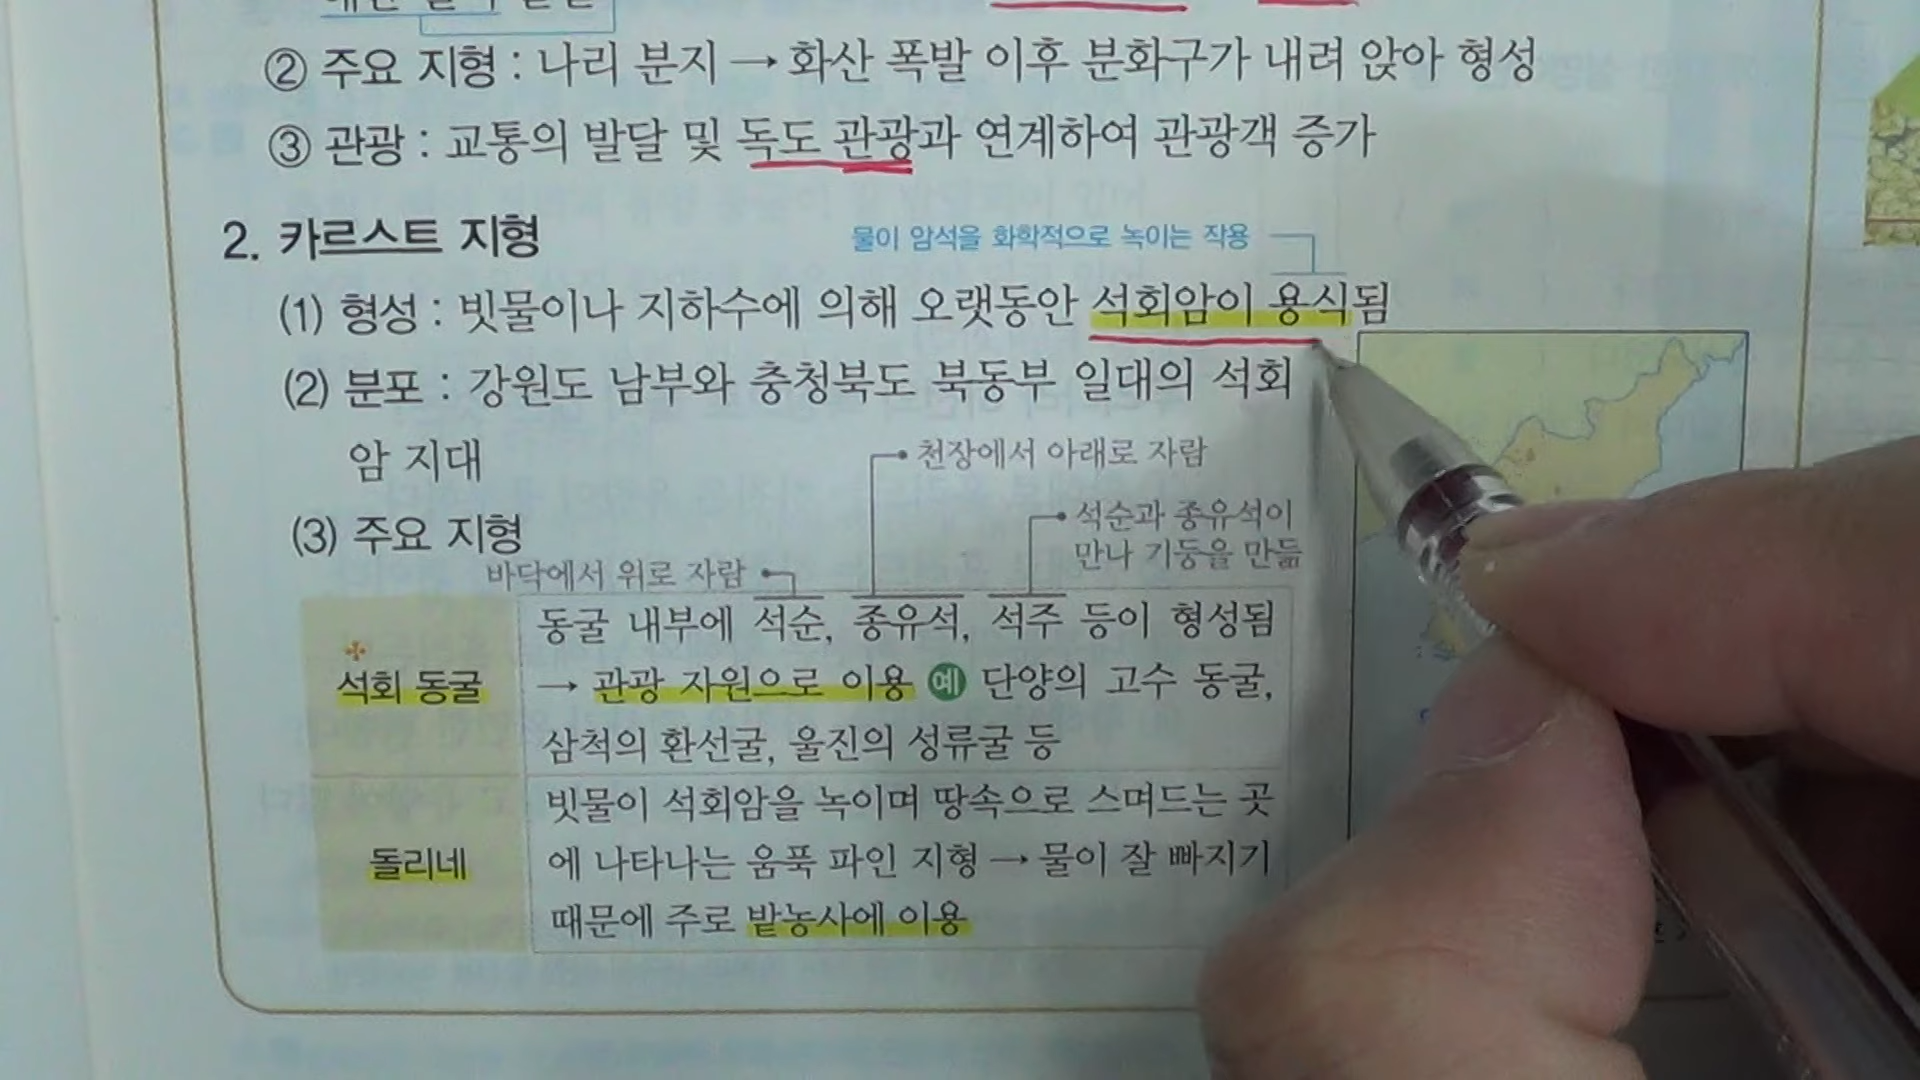 ② 주요 지형 : 나리 분지 → 화산 폭발 이후 분화구가 내려 앉아 형성
③ 관광 : 교통의 발달 및 독도 관광과 연계하여 관광객 증가
2. 카르스트 지형
물이 암석을 화학적으로 녹이는 작용
(1) 형성 : 빗물이나 지하수에 의해 오랫동안 석회암이 용식됨
(2) 분포 : 강원도 남부와 충청북도 북동부 일대의 석회
암 지대
천장에서 아래로 자람
(3) 주요 지형
석순과 종유석이
만나 기둥을 만듦
바닥에서 위로 자람
석회 동굴
동굴 내부에 석순, 종유석, 석주 등이 형성됨
→ 관광 자원으로 이용 예 단양의 고수 동굴,
삼척의 환선굴, 울진의 성류굴 등
돌리네
빗물이 석회암을 녹이며 땅속으로 스며드는 곳
에 나타나는 움푹 파인 지형 → 물이 잘 빠지기
때문에 주로 밭농사에 이용